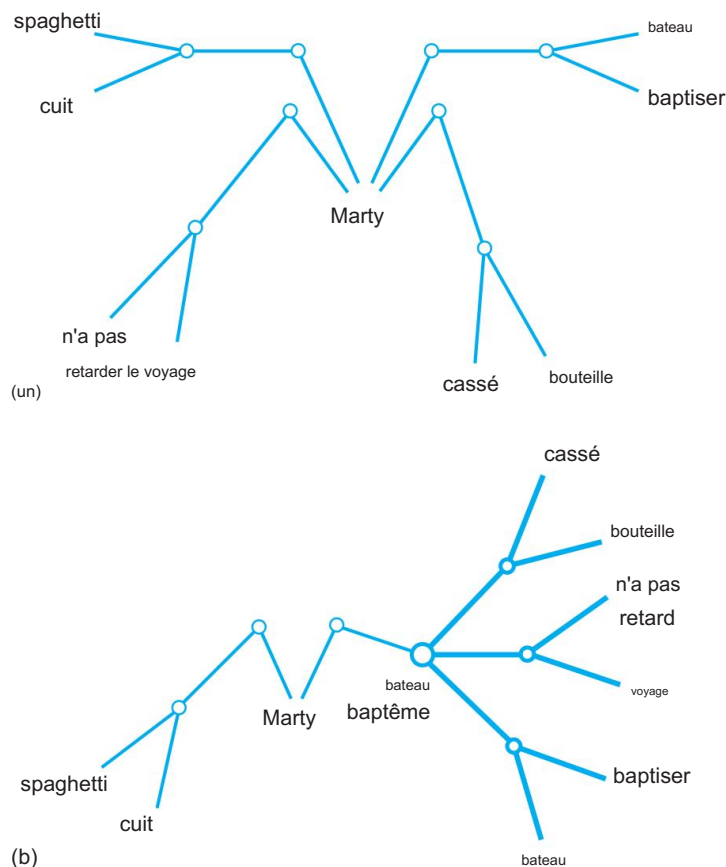 spaghetti
bateau
cuit
baptiser
Marty
n'a pas
retarder le voyage
cassé
bouteille
(un)
cassé
bouteille
n'a pas
retard
bateau
voyage
Marty
baptême
spaghetti
baptiser
cuit
bateau
(b)